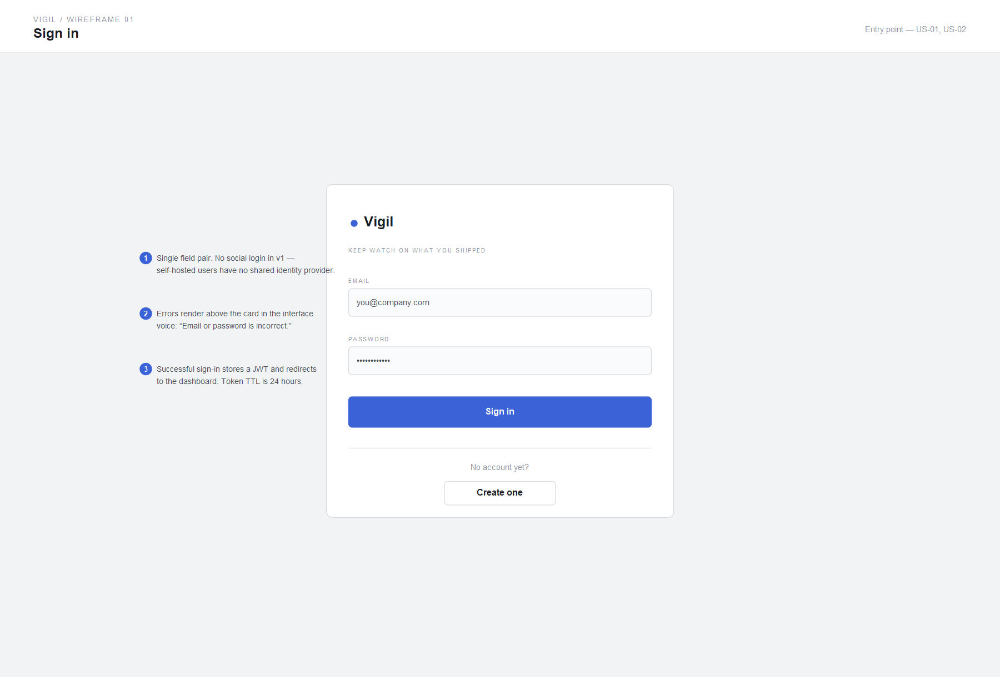 VIGIL / WIREFRAME 01
Sign in
Entry point — US-01, US-02
Vigil
KEEP WATCH ON WHAT YOU SHIPPED
1 Single field pair. No social login in v1 —
self-hosted users have no shared identity provider.
EMAIL
you@company.com
2 Errors render above the card in the interface
voice: “Email or password is incorrect.”
PASSWORD
••••••••••••
3 Successful sign-in stores a JWT and redirects
to the dashboard. Token TTL is 24 hours.
Sign in
No account yet?
Create one